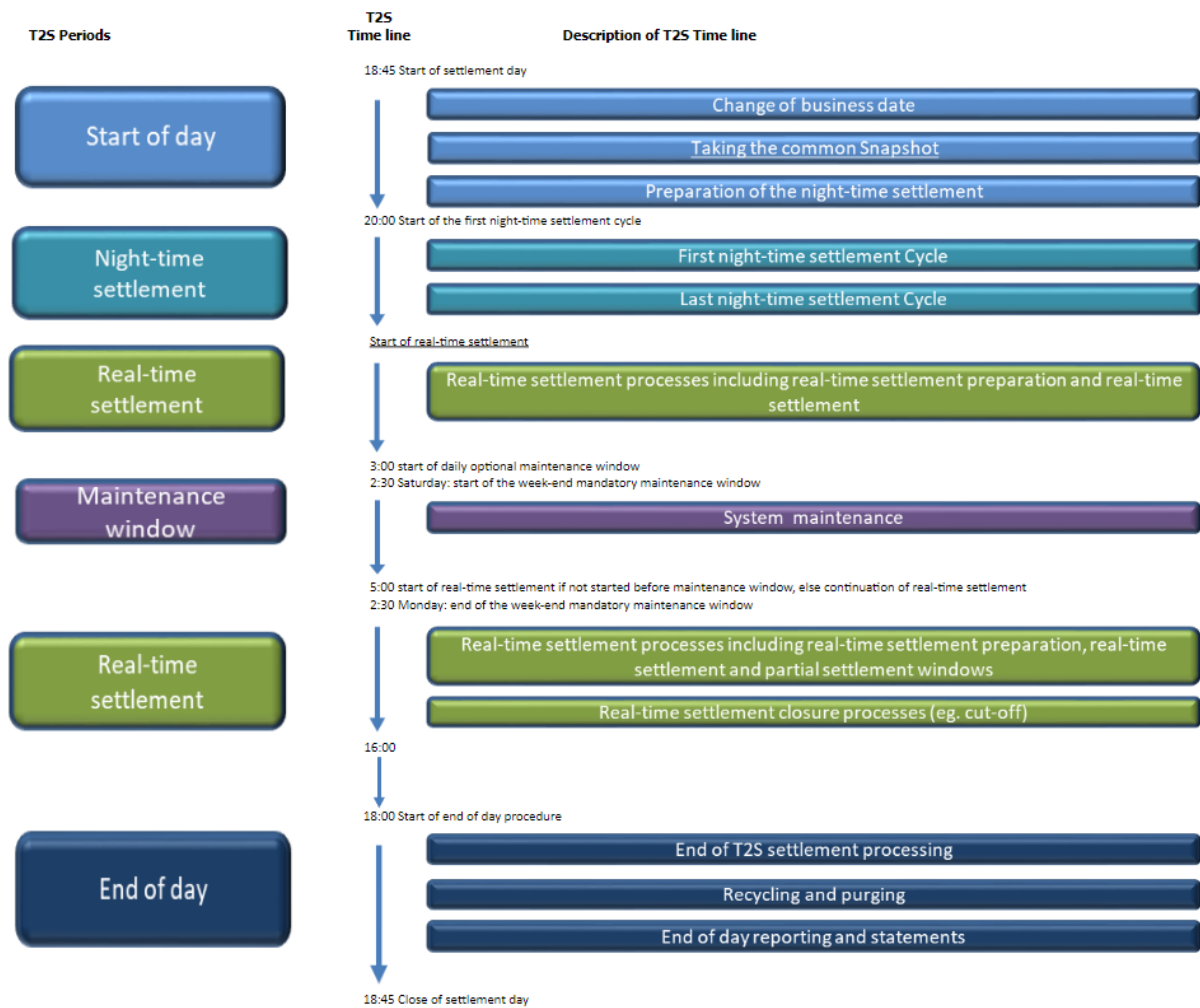 T2S Periods
T2S
Time line
Description of T2S Time line
18:45 Start of settlement day
Start of day
Change of business date
Taking the common Snapshot
Preparation of the night-time settlement
20:00 Start of the first night-time settlement cycle
Night-time
settlement
First night-time settlement Cycle
Last night-time settlement Cycle
Start of real-time settlement
Real-time
settlement
Real-time settlement processes including real-time settlement preparation and real-time
settlement
3:00 start of daily optional maintenance window
2:30 Saturday: start of the week-end mandatory maintenance window
Maintenance
window
System maintenance
5:00 start of real-time settlement if not started before maintenance window, else continuation of real-time settlement
2:30 Monday: end of the week-end mandatory maintenance window
Real-time
settlement
Real-time settlement processes including real-time settlement preparation, real-time
settlement and partial settlement windows
Real-time settlement closure processes (eg. cut-off)
16:00
18:00 Start of end of day procedure
End of day
End of T2S settlement processing
Recycling and purging
End of day reporting and statements
18:45 Close of settlement day